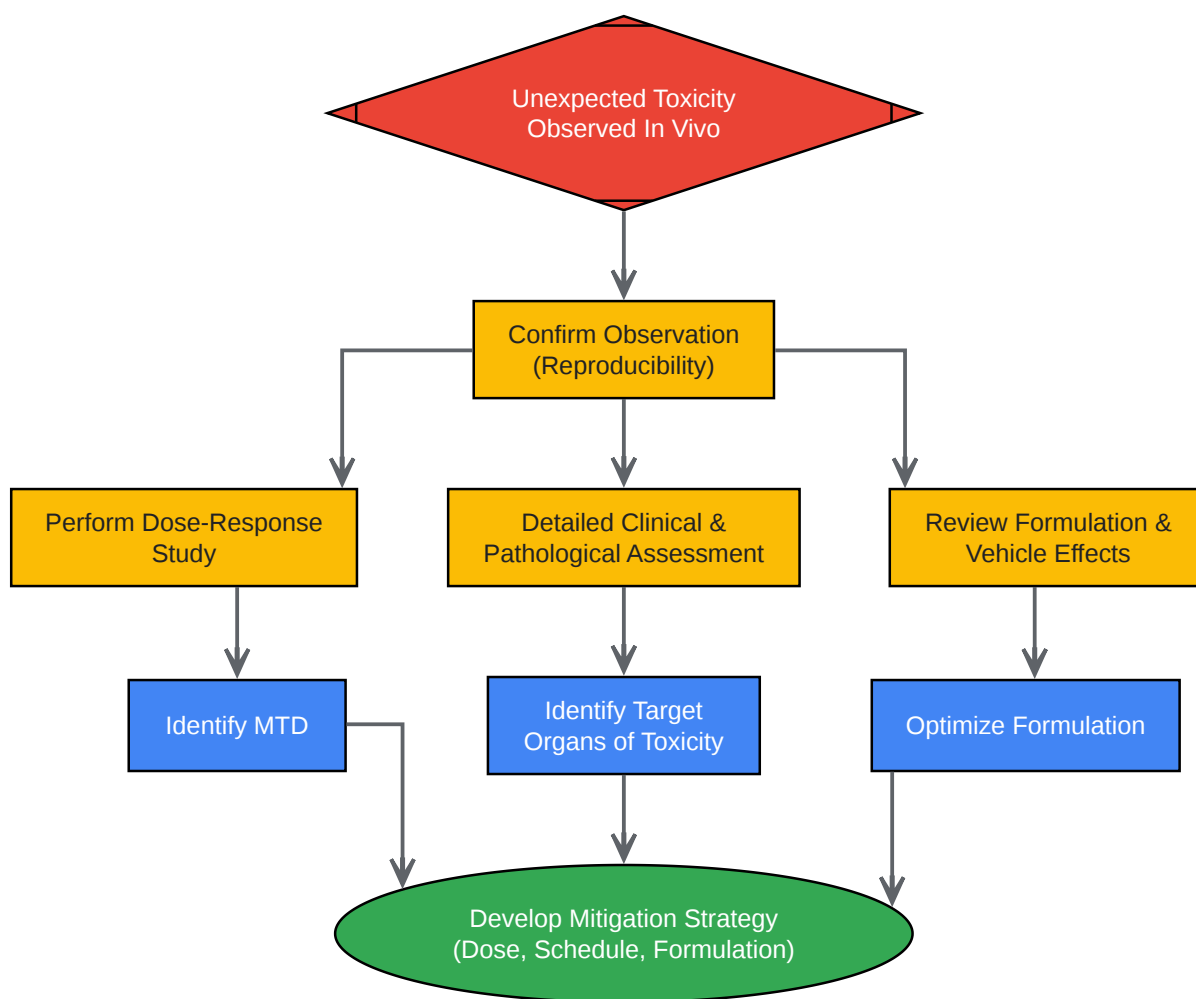 Unexpected Toxicity
Observed In Vivo
Confirm Observation
(Reproducibility)
Perform Dose-Response
Study
Detailed Clinical &
Pathological Assessment
Review Formulation &
Vehicle Effects
Identify MTD
Identify Target
Organs of Toxicity
Optimize Formulation
Develop Mitigation Strategy
(Dose, Schedule, Formulation)